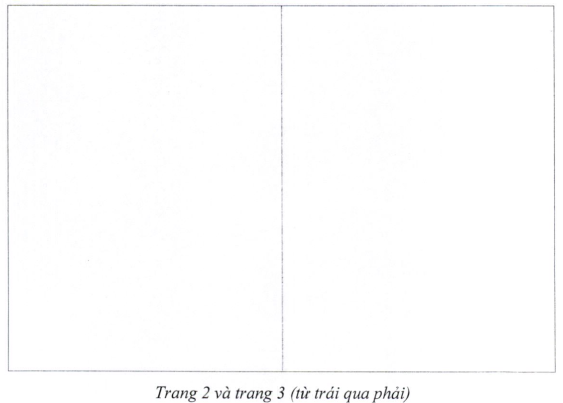 Trang 2 và trang 3 (từ trái qua phải)